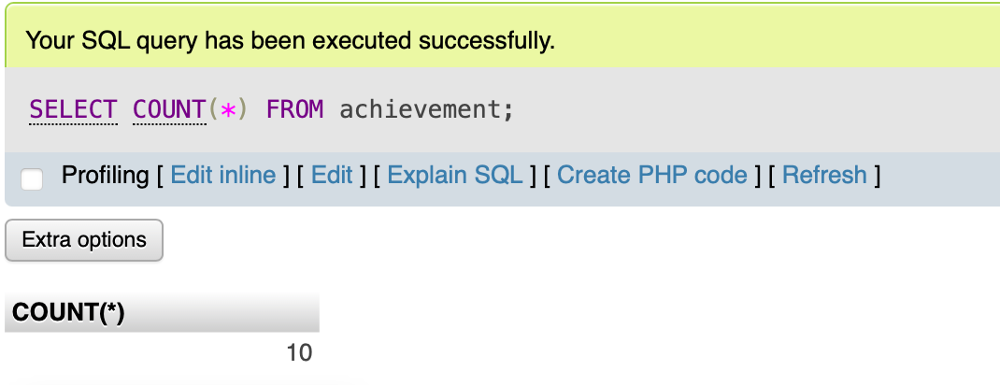 Your SQL query has been executed successfully.
SELECT COUNT(*) FROM achievement;
Profiling [ Edit inline ] [ Edit ] [ Explain SQL ] [ Create PHP code ] [ Refresh ]
Extra options
COUNT(*)
10